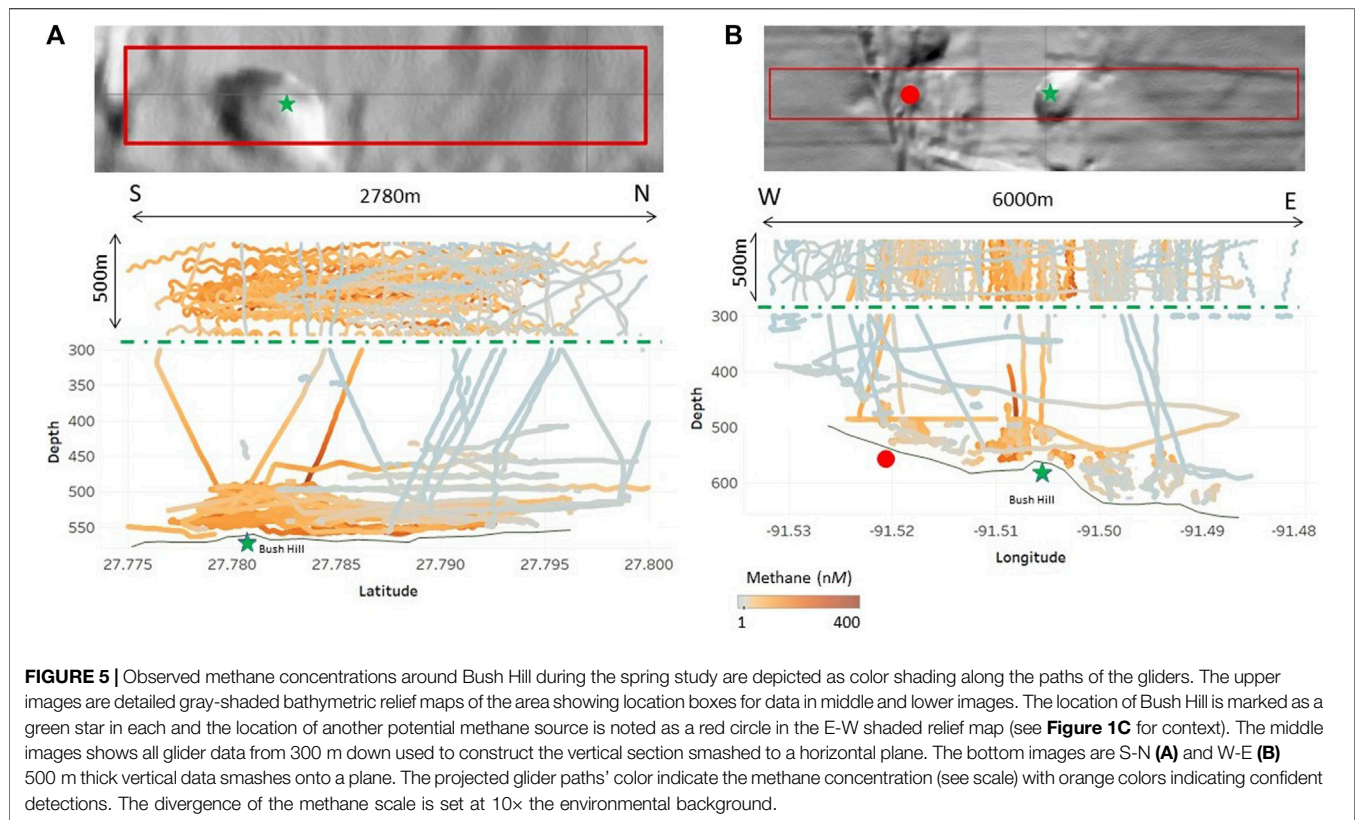 A
B
S
2780m
N
W
6000m
E
500m
500m
300
350
400
450
500
550
Depth
Bush Hill
27.775
27.780
27.785
27.790
27.795
27.800
Latitude
300
400
500
600
Depth
Bush Hill
-91.53
-91.52
-91.51
-91.50
-91.49
-91.48
Longitude
Methane (nM)
1
400
FIGURE 5 | Observed methane concentrations around Bush Hill during the spring study are depicted as color shading along the paths of the gliders. The upper
images are detailed gray-shaded bathymetric relief maps of the area showing location boxes for data in middle and lower images. The location of Bush Hill is marked as a
green star in each and the location of another potential methane source is noted as a red circle in the E-W shaded relief map (see Figure 1C for context). The middle
images shows all glider data from 300 m down used to construct the vertical section smashed to a horizontal plane. The bottom images are S-N (A) and W-E (B)
500 m thick vertical data smashes onto a plane. The projected glider paths' color indicate the methane concentration (see scale) with orange colors indicating confident
detections. The divergence of the methane scale is set at 10× the environmental background.